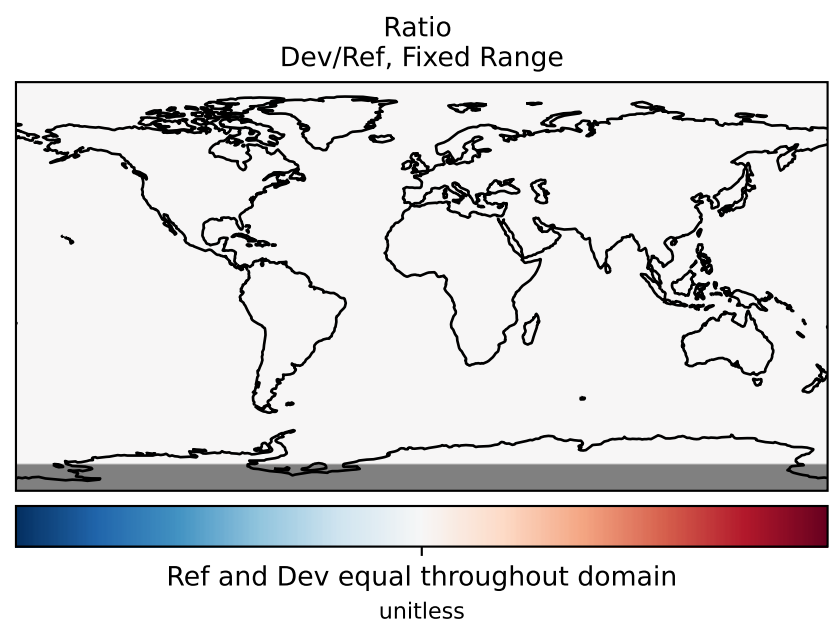 Ratio
Dev/Ref, Fixed Range
Ref and Dev equal throughout domain
unitless